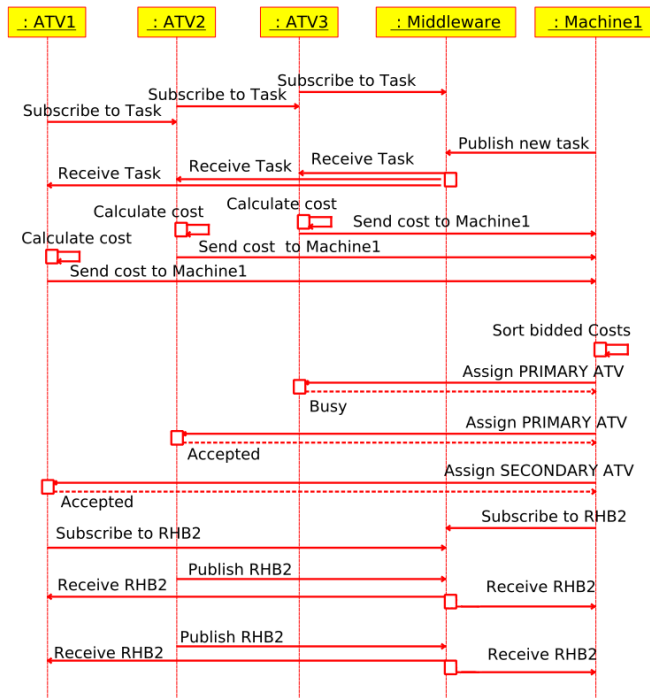 : ATV1
: ATV2
: ATV3
: Middleware
: Machine1
Subscribe to Task
Subscribe to Task
Subscribe to Task
Publish new task
Receive Task
Receive Task
Receive Task
Calculate cost
Calculate cost
Send cost to Machine1
Calculate cost
Send cost  to Machine1
Send cost to Machine1
Sort bidded Costs
Assign PRIMARY ATV
Busy
Assign PRIMARY ATV
Accepted
Assign SECONDARY ATV
Accepted
Subscribe to RHB2
Subscribe to RHB2
Publish RHB2
Receive RHB2
Receive RHB2
Publish RHB2
Receive RHB2
Receive RHB2